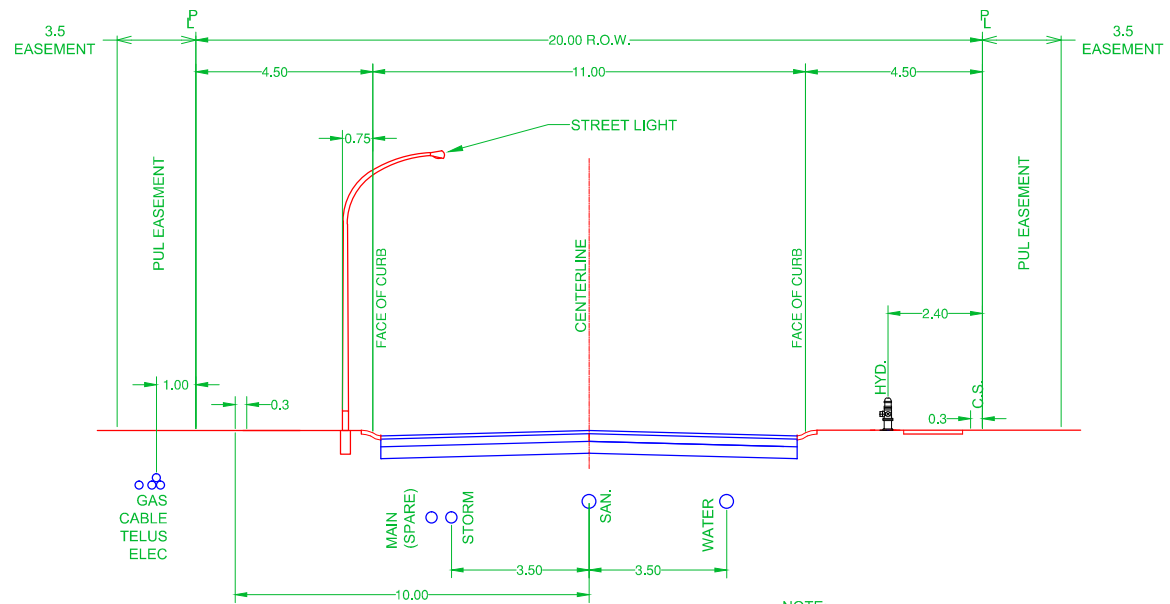 PL
PL
3.5
EASEMENT
20.00 R.O.W.
3.5
EASEMENT
4.50
11.00
4.50
0.75
STREET LIGHT
PUL EASEMENT
FACE OF CURB
CENTERLINE
FACE OF CURB
PUL EASEMENT
2.40
1.00
0.3
HYD.
0.3
C.S.
GAS
CABLE
TELUS
ELEC
MAIN
(SPARE)
STORM
SAN.
WATER
3.50
3.50
10.00
NOTE